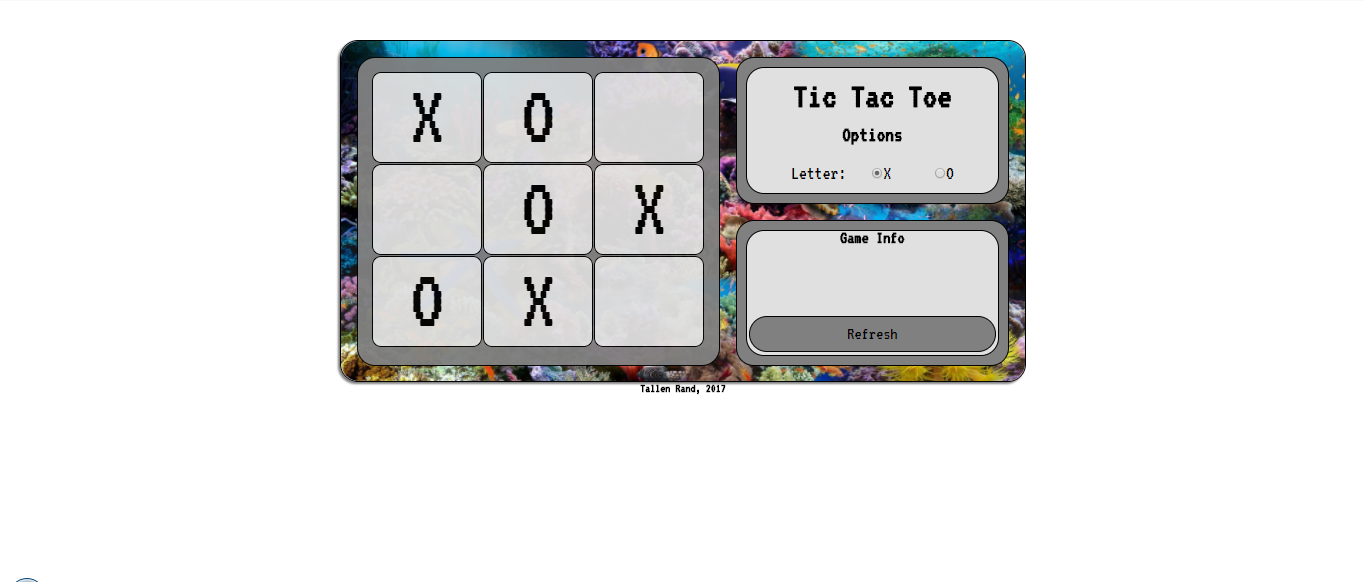 X O
O X
O X
Tic Tac Toe
Options
Letter: X O
Game Info
Refresh
Tallen Rand, 2017